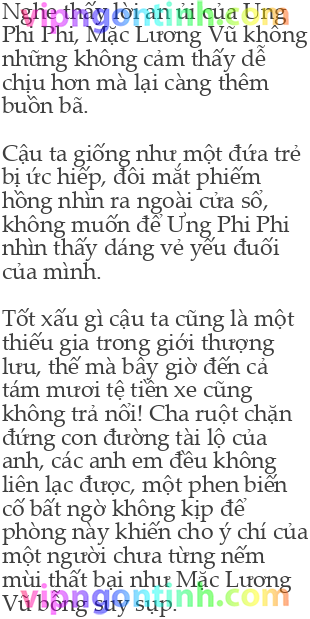 Nghe thấy lời an ủi của Ưng
Phi Phi, Mặc Lương Vũ không
những không cảm thấy dễ
chịu hơn mà lại càng thêm
buồn bã.
Cậu ta giống như một đứa trẻ
bị ức hiếp, đôi mắt phiếm
hồng nhìn ra ngoài cửa sổ,
không muốn để Ưng Phi Phi
nhìn thấy dáng vẻ yếu đuối
của mình.
Tốt xấu gì cậu ta cũng là một
thiếu gia trong giới thượng
lưu, thế mà bây giờ đến cả
tám mươi tệ tiền xe cũng
không trả nổi! Cha ruột chặn
đứng con đường tài lộ của
anh, các anh em đều không
liên lạc được, một phen biến
cố bất ngờ không kịp để
phòng này khiến cho ý chí của
một người chưa từng nếm
mùi thất bại như Mặc Lương
Vũ bỗng suy sụp.
vipngontinh.com
vipngontinh.com